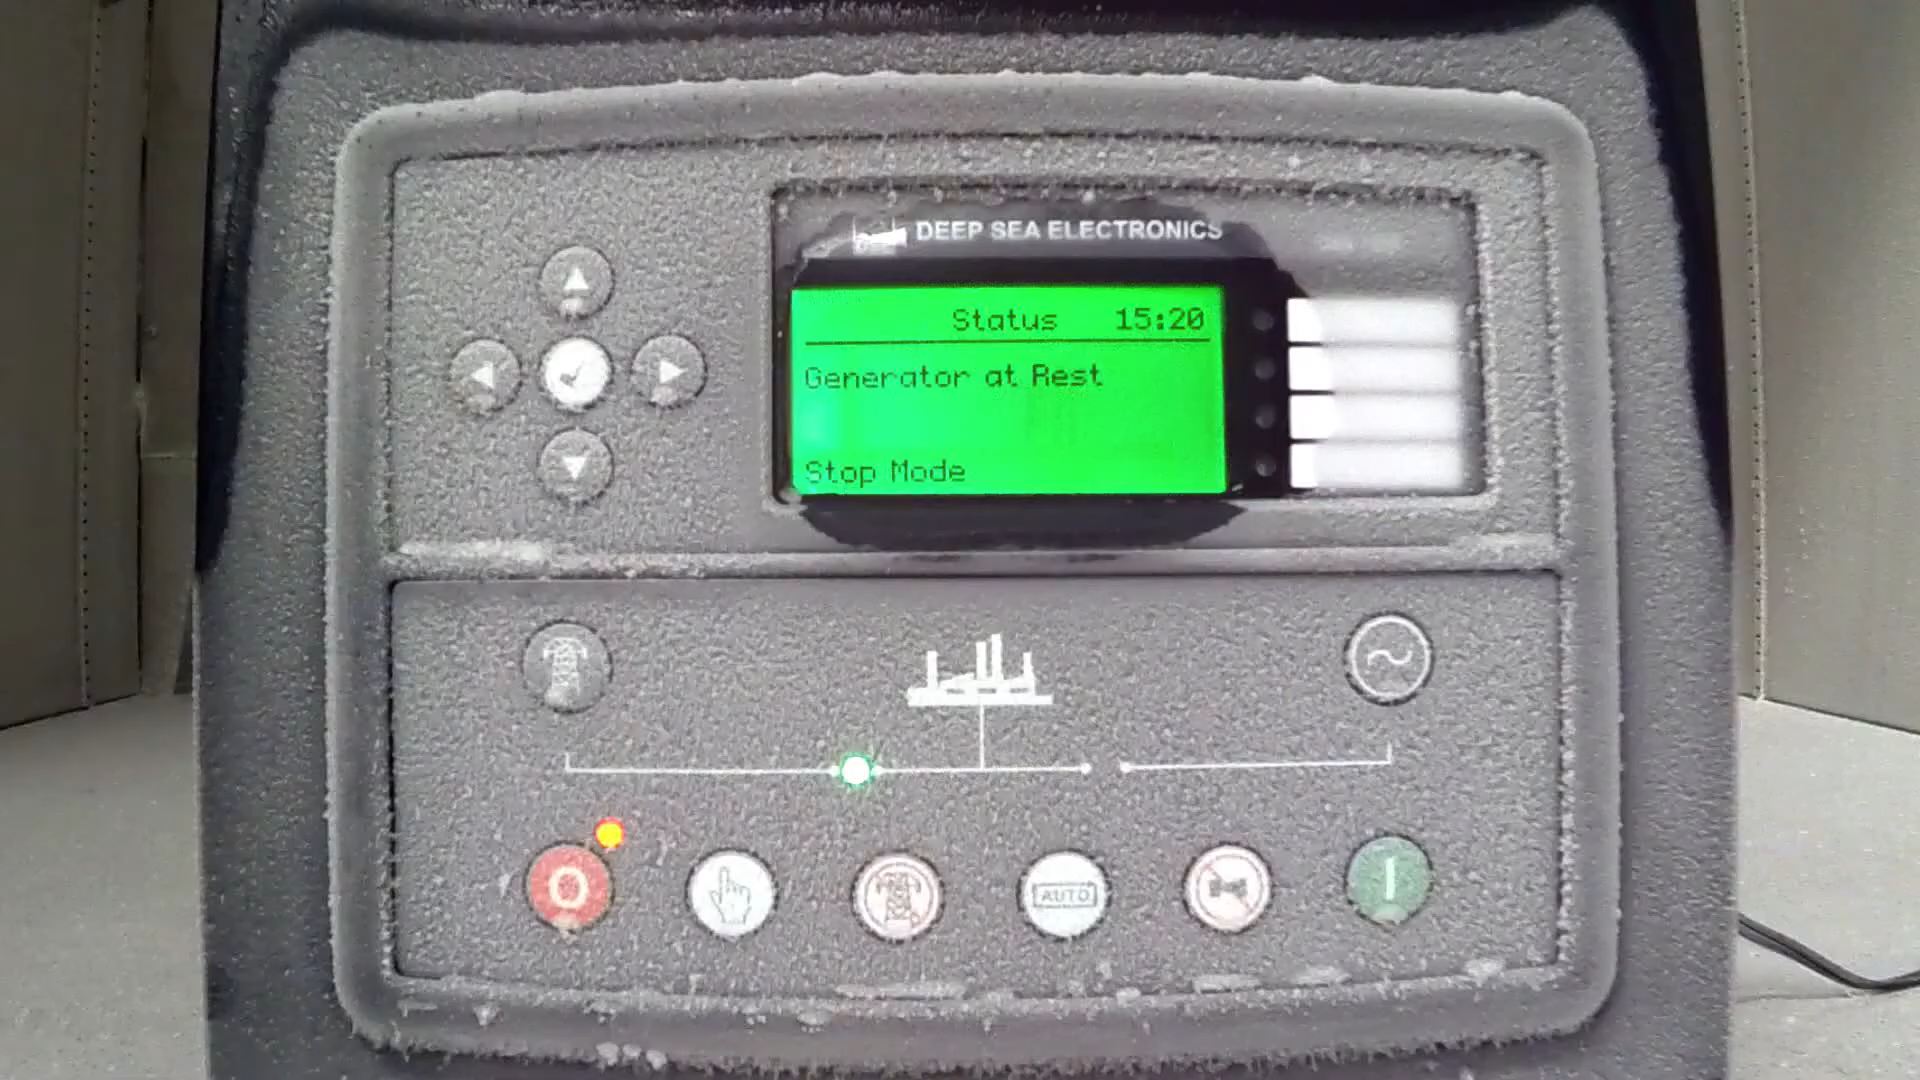 DEEP SEA ELECTRONICS
Status 15:20
Generator at Rest
Stop Mode
O
AUTO
I